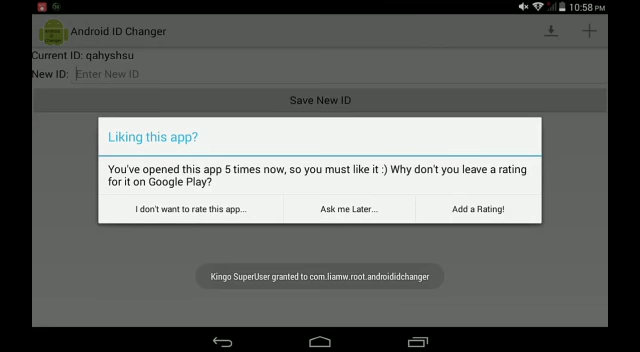 10:58 PM
Android ID Changer
Current ID: qahyshsu
New ID: Enter New ID
Save New ID
Liking this app?
You've opened this app 5 times now, so you must like it :) Why don't you leave a rating
for it on Google Play?
I don't want to rate this app...
Ask me Later...
Add a Rating!
Kingo SuperUser granted to com.liamw.root.androididchanger